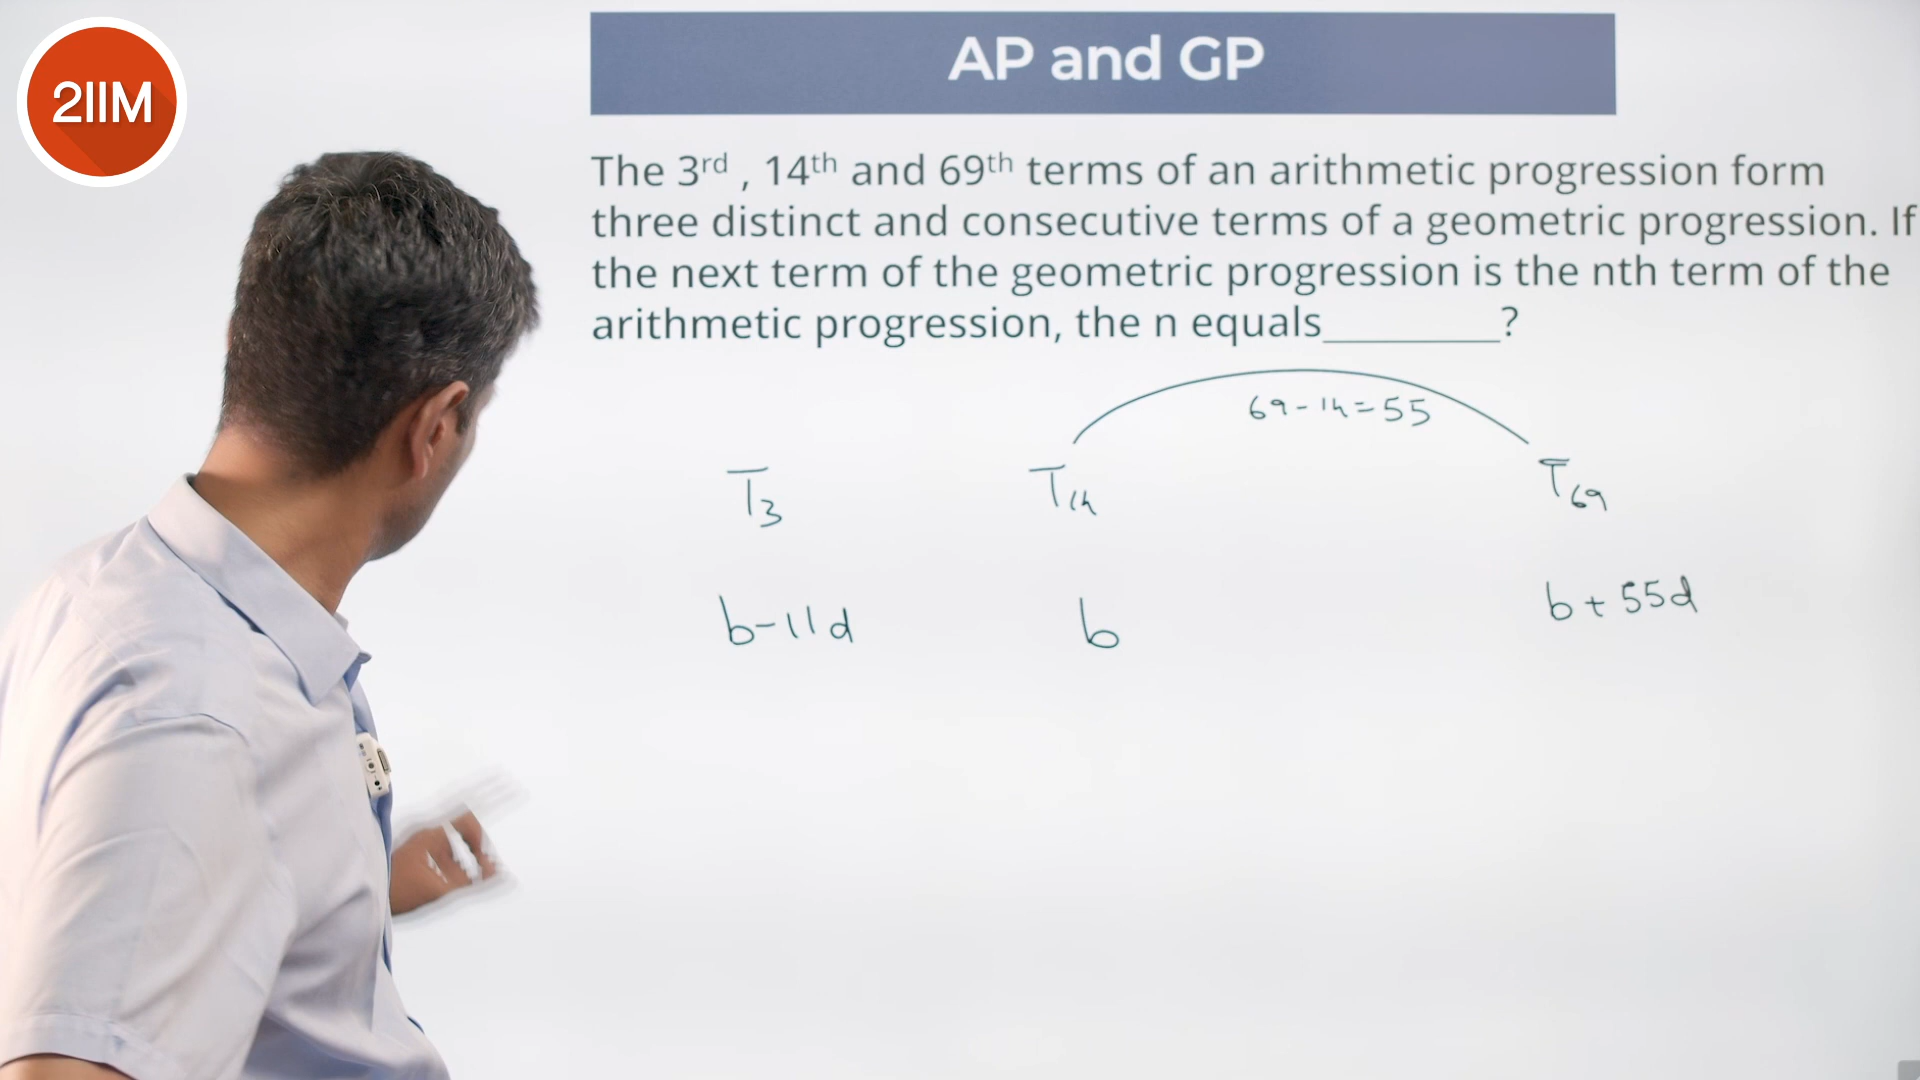 2IIM
AP and GP
The 3rd , 14th and 69th terms of an arithmetic progression form
three distinct and consecutive terms of a geometric progression. If
the next term of the geometric progression is the nth term of the
arithmetic progression, the n equals________?
69-14=55
T3 T14 T69
b-11d b b+55d